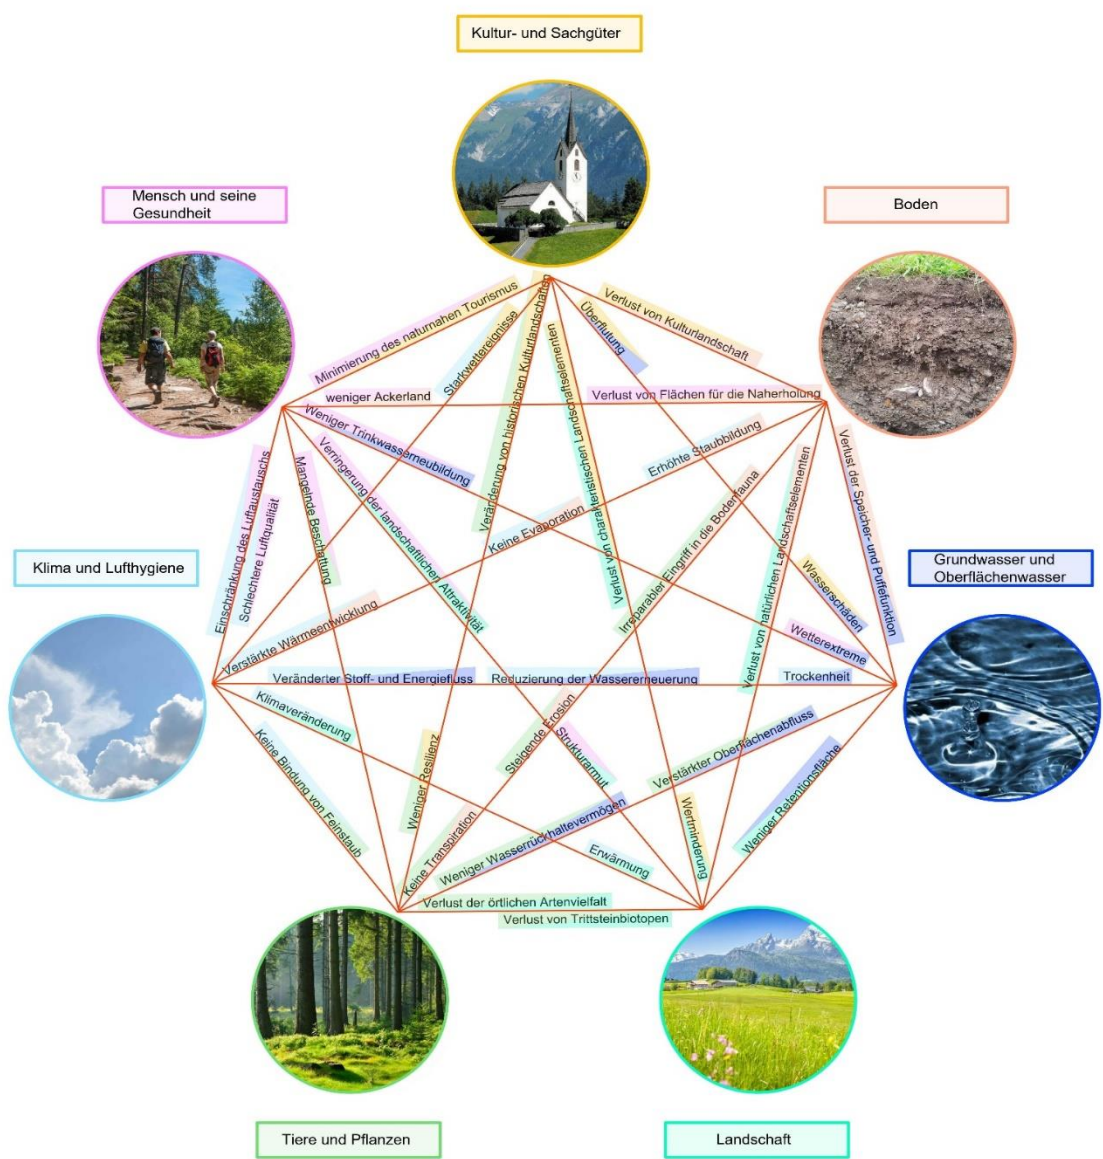 Kultur- und Sachgüter
Mensch und seine
Gesundheit
Boden
Minimierung des naturnahen Tourismus
Starkwettereignisse
Veränderung von historischen Kulturlandschaften
Verlust von charakteristischen Landschaftselementen
Überflutung
Verlust von Kulturlandschaft
weniger Ackerland
Verlust von Flächen für die Naherholung
Weniger Trinkwasserneubildung
Verringerung der landschaftlichen Attraktivität
Mangelnde Beschattung
Einschränkung des Luftaustauschs
Schlechtere Luftqualität
Erhöhte Staubbildung
Keine Evaporation
Irreparabler Eingriff in die Bodenfauna
Verlust von natürlichen Landschaftselementen
Verlust der Speicher- und Puffefunktion
Klima und Lufthygiene
Grundwasser und
Oberflächenwasser
Wasserschäden
Wetterextreme
Verstärkte Wärmeentwicklung
Veränderter Stoff- und Energiefluss
Reduzierung der Wassererneuerung
Trockenheit
Klimaveränderung
Keine Bindung von Feinstaub
Weniger Resilienz
Steigende Erosion
Strukturarmut
Verstärkter Oberflächenabfluss
Weniger Retentionsfläche
Wertminderung
Keine Transpiration
Weniger Wasserrückhaltevermögen
Erwärmung
Verlust der örtlichen Artenvielfalt
Verlust von Trittsteinbiotopen
Tiere und Pflanzen
Landschaft